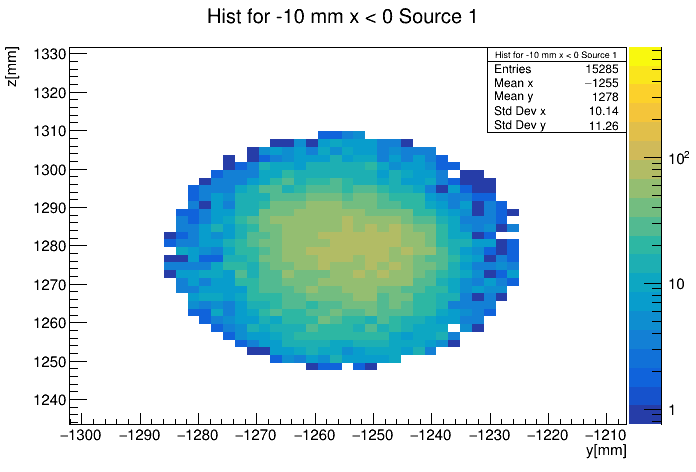 Hist for -10 mm x < 0 Source 1
z[mm]
1330
1320
1310
1300
1290
1280
1270
1260
1250
1240
Hist for -10 mm x < 0 Source 1
Entries 15285
Mean x −1255
Mean y 1278
Std Dev x 10.14
Std Dev y 11.26
10²
10
1
−1300 −1290 −1280 −1270 −1260 −1250 −1240 −1230 −1220 −1210
y[mm]